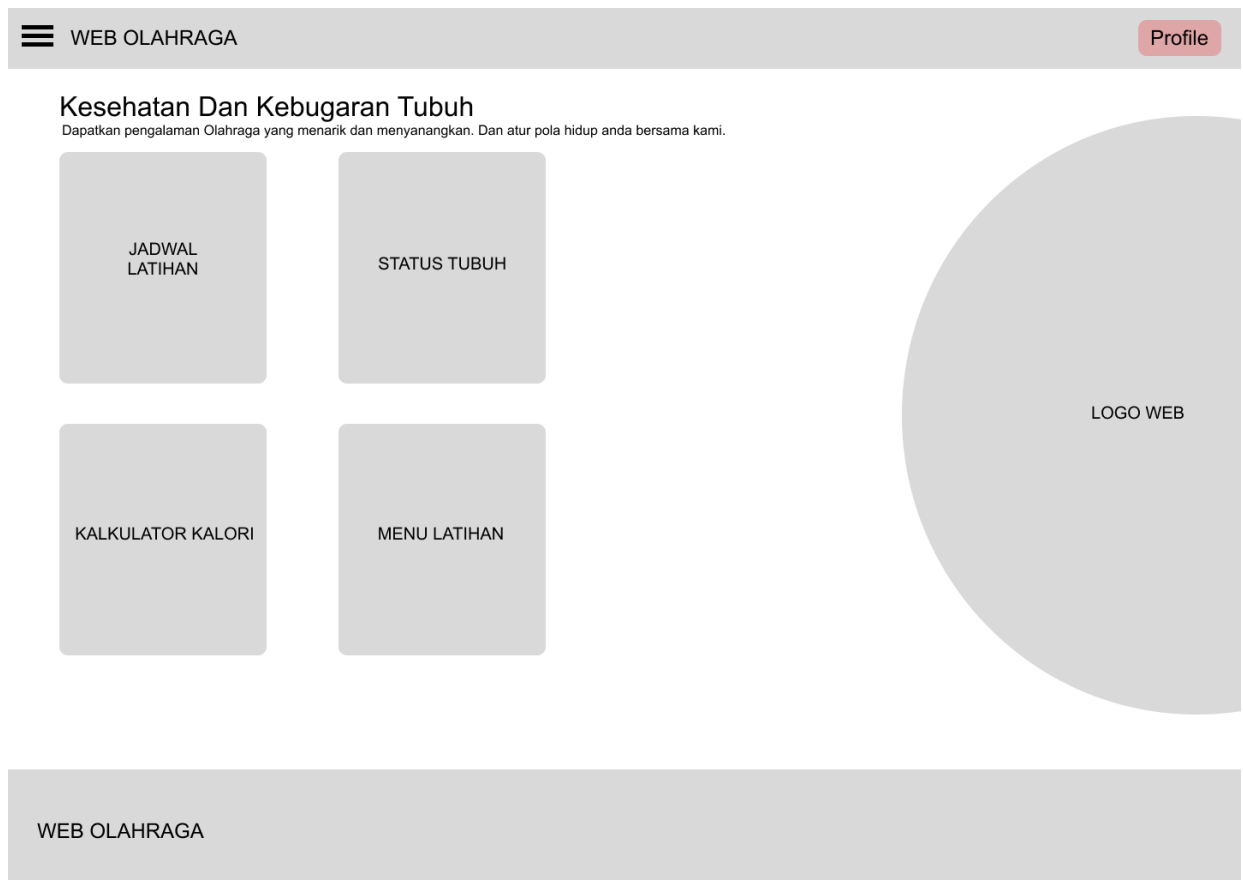 WEB OLAHRAGA
Profile
Kesehatan Dan Kebugaran Tubuh
Dapatkan pengalaman Olahraga yang menarik dan menyanangkan. Dan atur pola hidup anda bersama kami.
JADWAL
LATIHAN
STATUS TUBUH
KALKULATOR KALORI
MENU LATIHAN
LOGO WEB
WEB OLAHRAGA